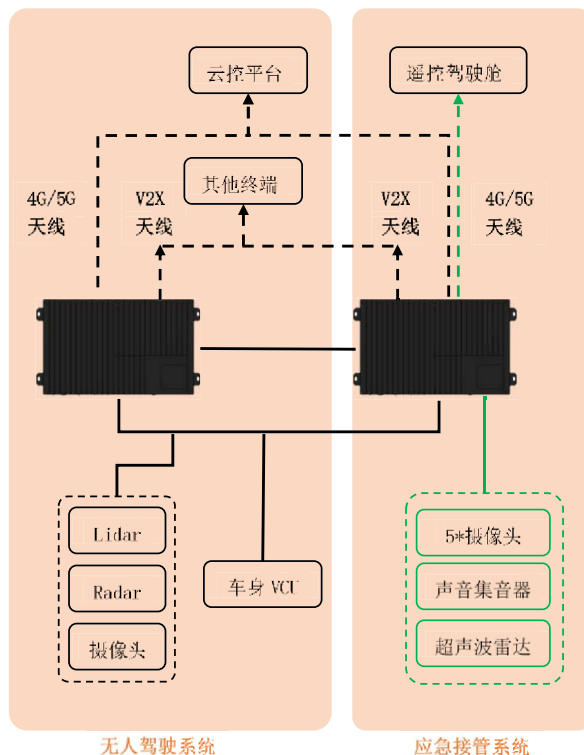 云控平台
遥控驾驶舱
其他终端
4G/5G
天线
V2X
天线
V2X
天线
4G/5G
天线
Lidar
Radar
摄像头
车身 VCU
5*摄像头
声音集音器
超声波雷达
无人驾驶系统
应急接管系统